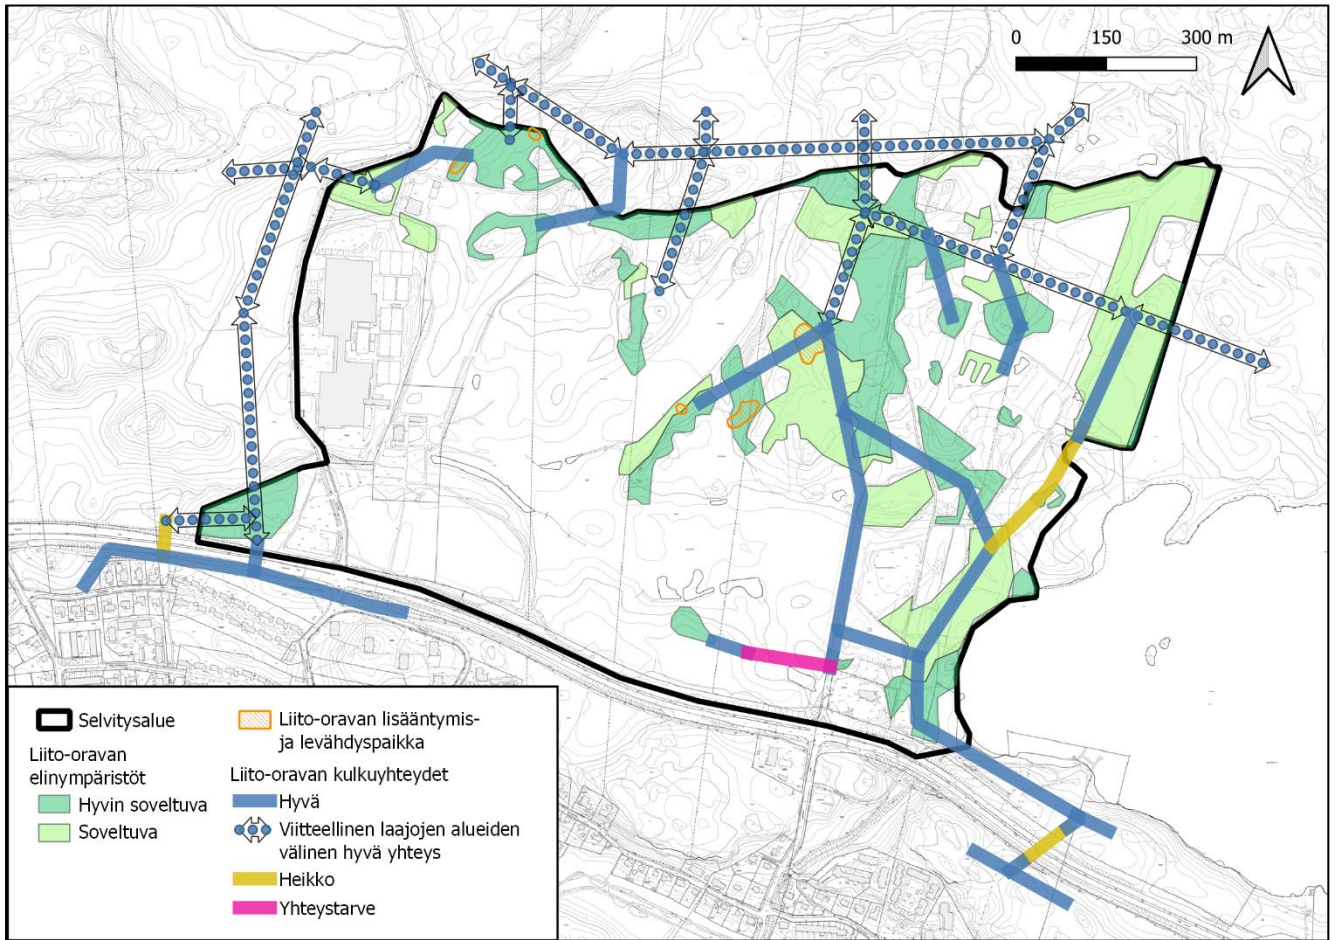 0 150 300 m
Selvitysalue
Liito-oravan
elinympäristöt
Hyvin soveltuva
Soveltuva
Liito-oravan lisääntymis-
ja levähdyspaikka
Liito-oravan kulkuyhteydet
Hyvä
Viitteellinen laajojen alueiden
välinen hyvä yhteys
Heikko
Yhteystarve